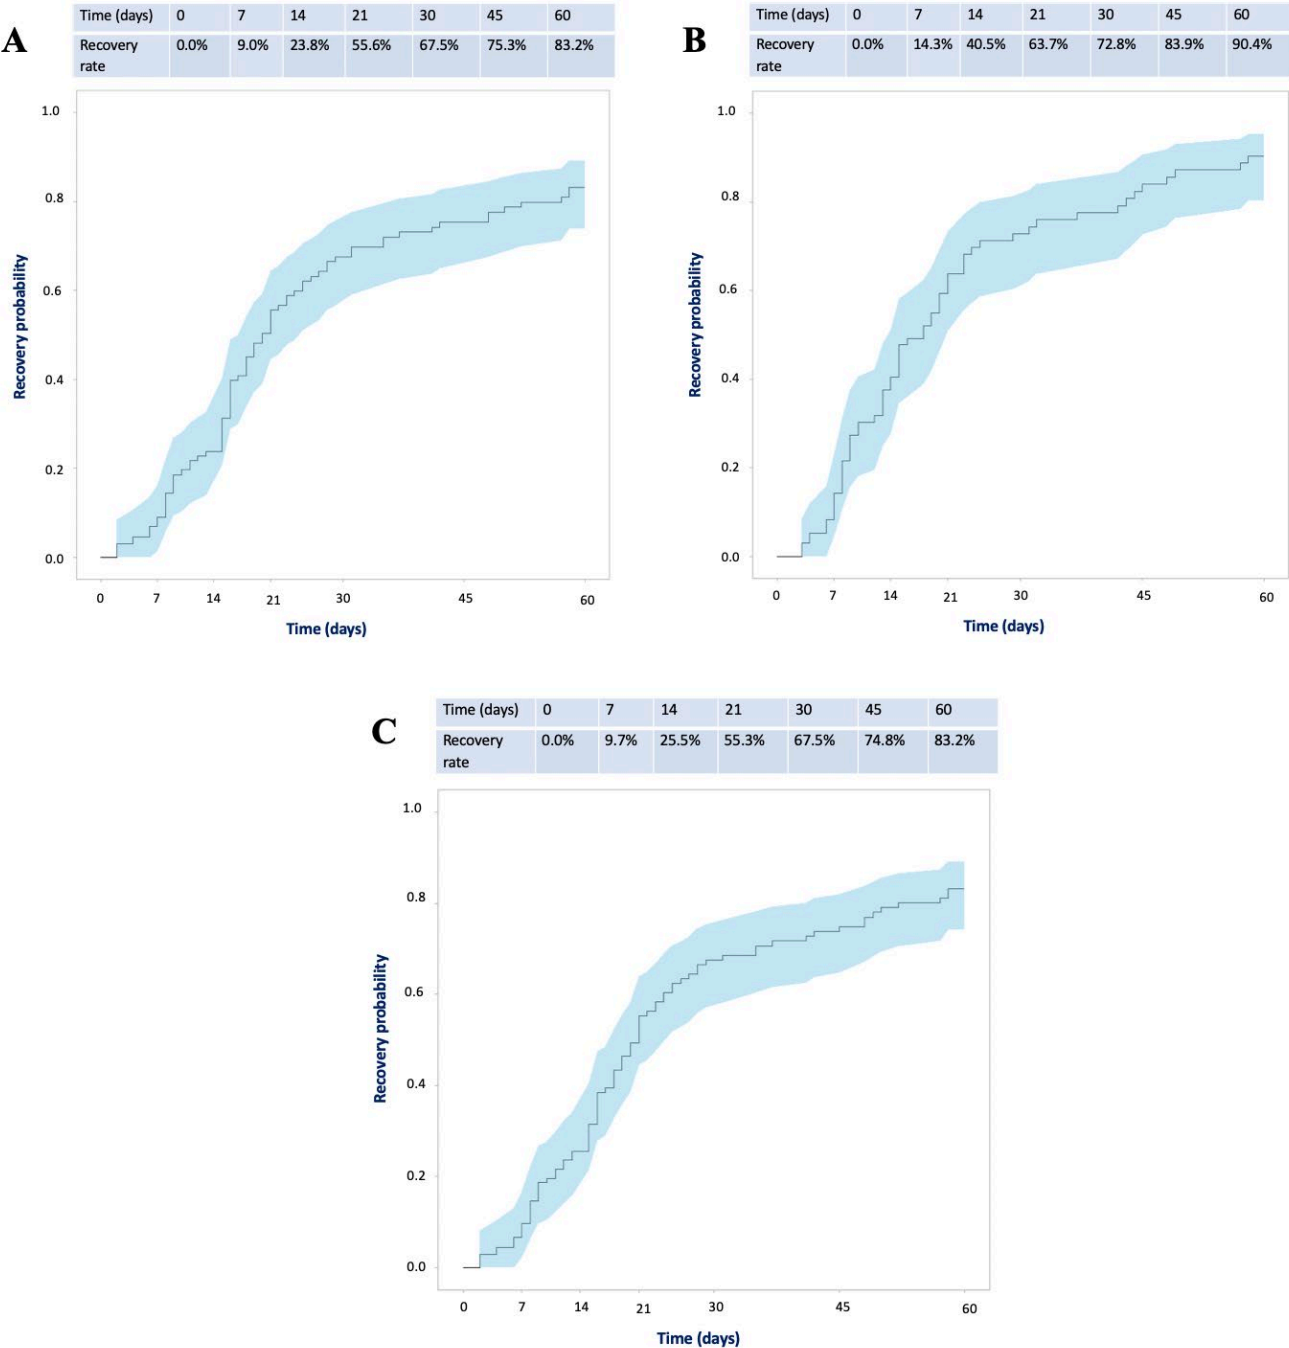 A
Time (days) 0 7 14 21 30 45 60
Recovery rate 0.0% 9.0% 23.8% 55.6% 67.5% 75.3% 83.2%
1.0
0.8
0.6
0.4
0.2
0.0
Recovery probability
0 7 14 21 30 45 60
Time (days)
B
Time (days) 0 7 14 21 30 45 60
Recovery rate 0.0% 14.3% 40.5% 63.7% 72.8% 83.9% 90.4%
1.0
0.8
0.6
0.4
0.2
0.0
Recovery probability
0 7 14 21 30 45 60
Time (days)
C
Time (days) 0 7 14 21 30 45 60
Recovery rate 0.0% 9.7% 25.5% 55.3% 67.5% 74.8% 83.2%
1.0
0.8
0.6
0.4
0.2
0.0
Recovery probability
0 7 14 21 30 45 60
Time (days)